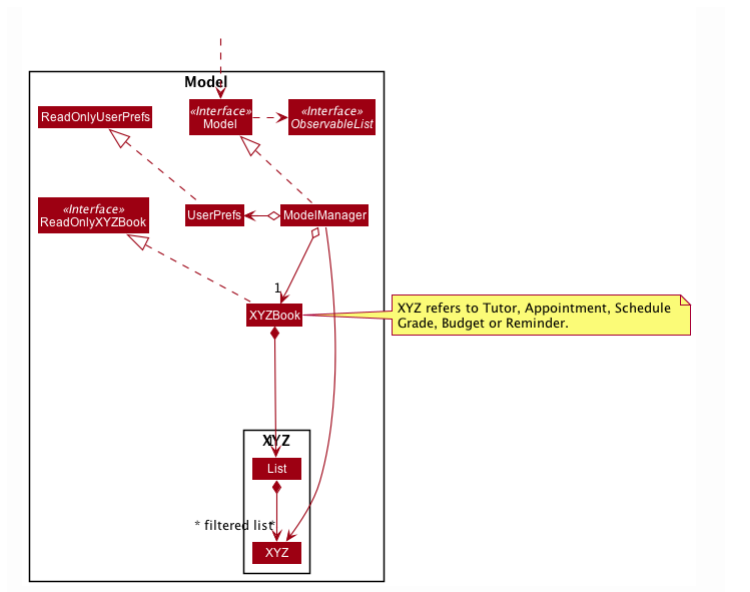 Model
ReadOnlyUserPrefs
«Interface»
Model
«Interface»
ObservableList
«Interface»
ReadOnlyXYZBook
UserPrefs
ModelManager
1
XYZBook
XYZ refers to Tutor, Appointment, Schedule
Grade, Budget or Reminder.
XYZ
1
List
* filtered list
*
XYZ